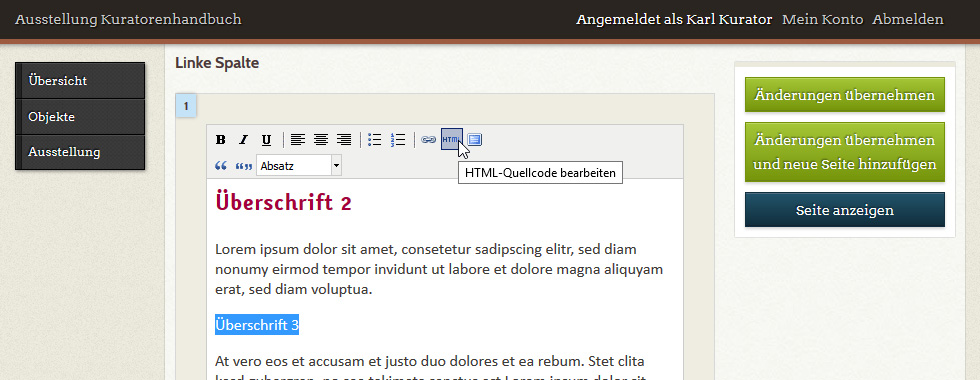 Ausstellung Kuratorenhandbuch
Angemeldet als Karl Kurator Mein Konto Abmelden
Übersicht
Objekte
Ausstellung
Linke Spalte
1
B I U
HTML
“ “” Absatz
HTML-Quellcode bearbeiten
Überschrift 2
Lorem ipsum dolor sit amet, consetetur sadipscing elitr, sed diam
nonumy eirmod tempor invidunt ut labore et dolore magna aliquyam
erat, sed diam voluptua.
Überschrift 3
At vero eos et accusam et justo duo dolores et ea rebum. Stet clita
Änderungen übernehmen
Änderungen übernehmen
und neue Seite hinzufügen
Seite anzeigen